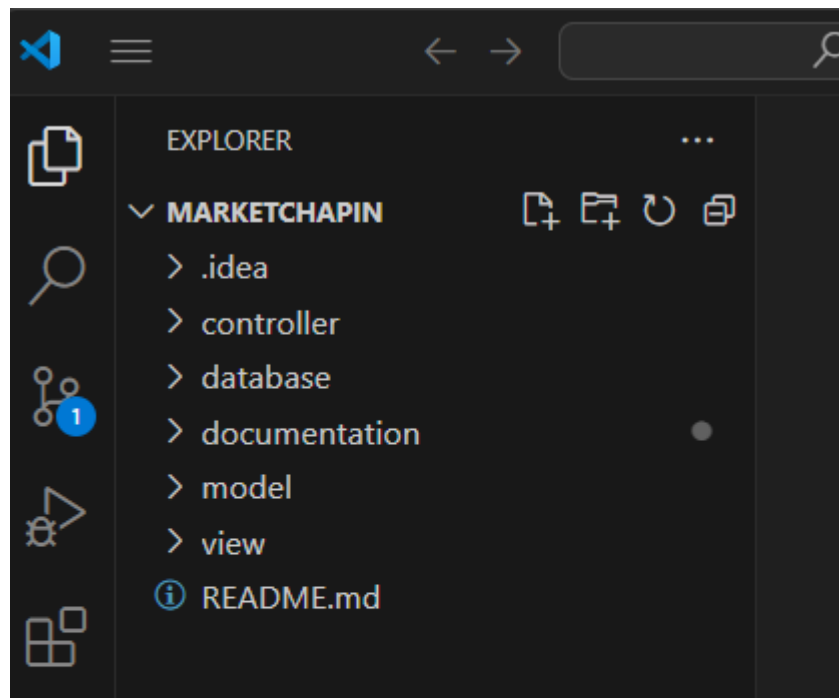 EXPLORER
MARKETCHAPIN
.idea
controller
database
documentation
1
model
view
README.md